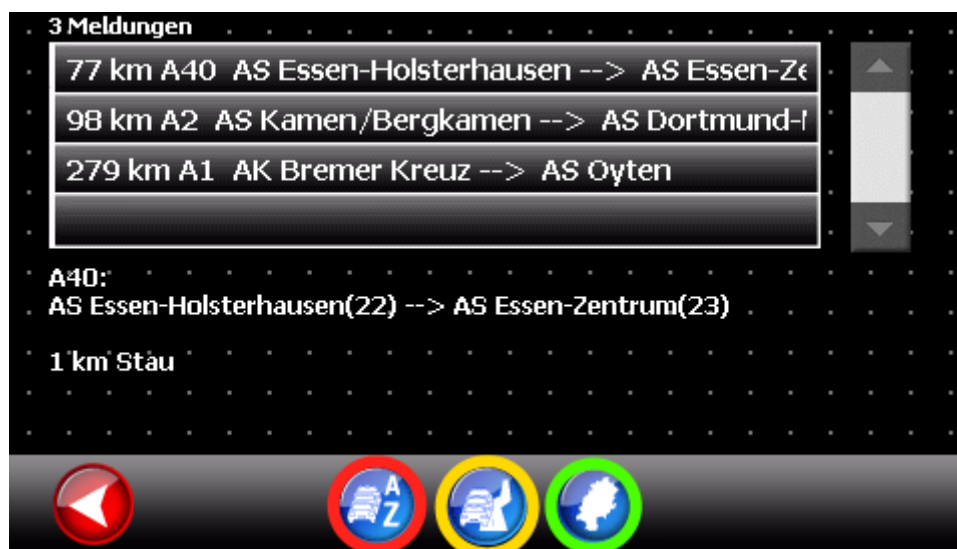 3 Meldungen
77 km A40 AS Essen-Holsterhausen --> AS Essen-Ze
98 km A2 AS Kamen/Bergkamen --> AS Dortmund-
279 km A1 AK Bremer Kreuz --> AS Oyten
A40:
AS Essen-Holsterhausen(22) --> AS Essen-Zentrum(23)
1 km Stau
A
Z